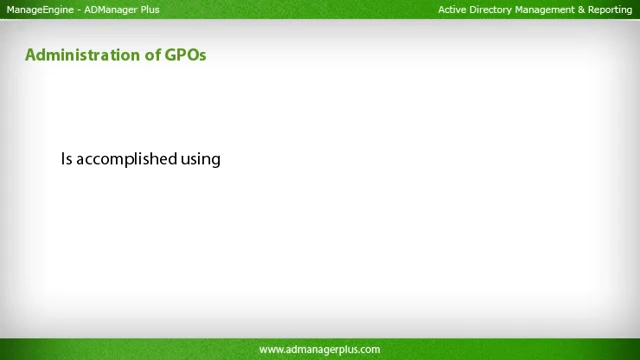 ManageEngine - ADManager Plus
Active Directory Management & Reporting
Administration of GPOs
Is accomplished using
www.admanagerplus.com